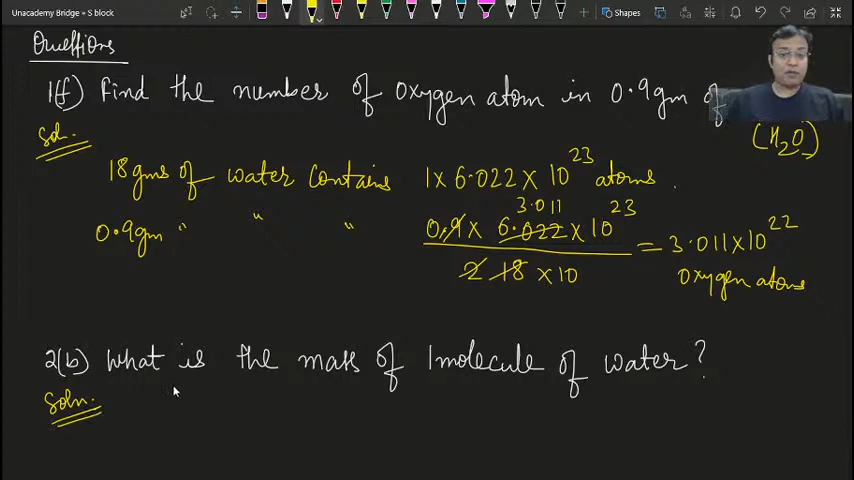 Unacademy Bridge + S block
Shapes
Questions
1(f) Find the number of Oxygen atom in 0.9gm of
(H2O)
Soln.
18gms of water contains 1 x 6.022 x 10^23 atoms.
3.011
0.9gm " " " 0.9 x 6.022 x 10^23 = 3.011 x 10^22
2 18 x 10 oxygen atoms
2(b) What is the mass of 1molecule of water?
Soln.